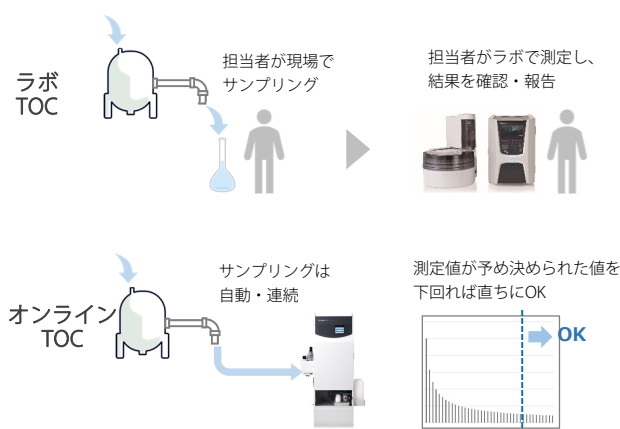 ラボ
TOC
担当者が現場で
サンプリング
担当者がラボで測定し、
結果を確認・報告
オンライン
TOC
サンプリングは
自動・連続
測定値が予め決められた値を
下回れば直ちにOK
OK